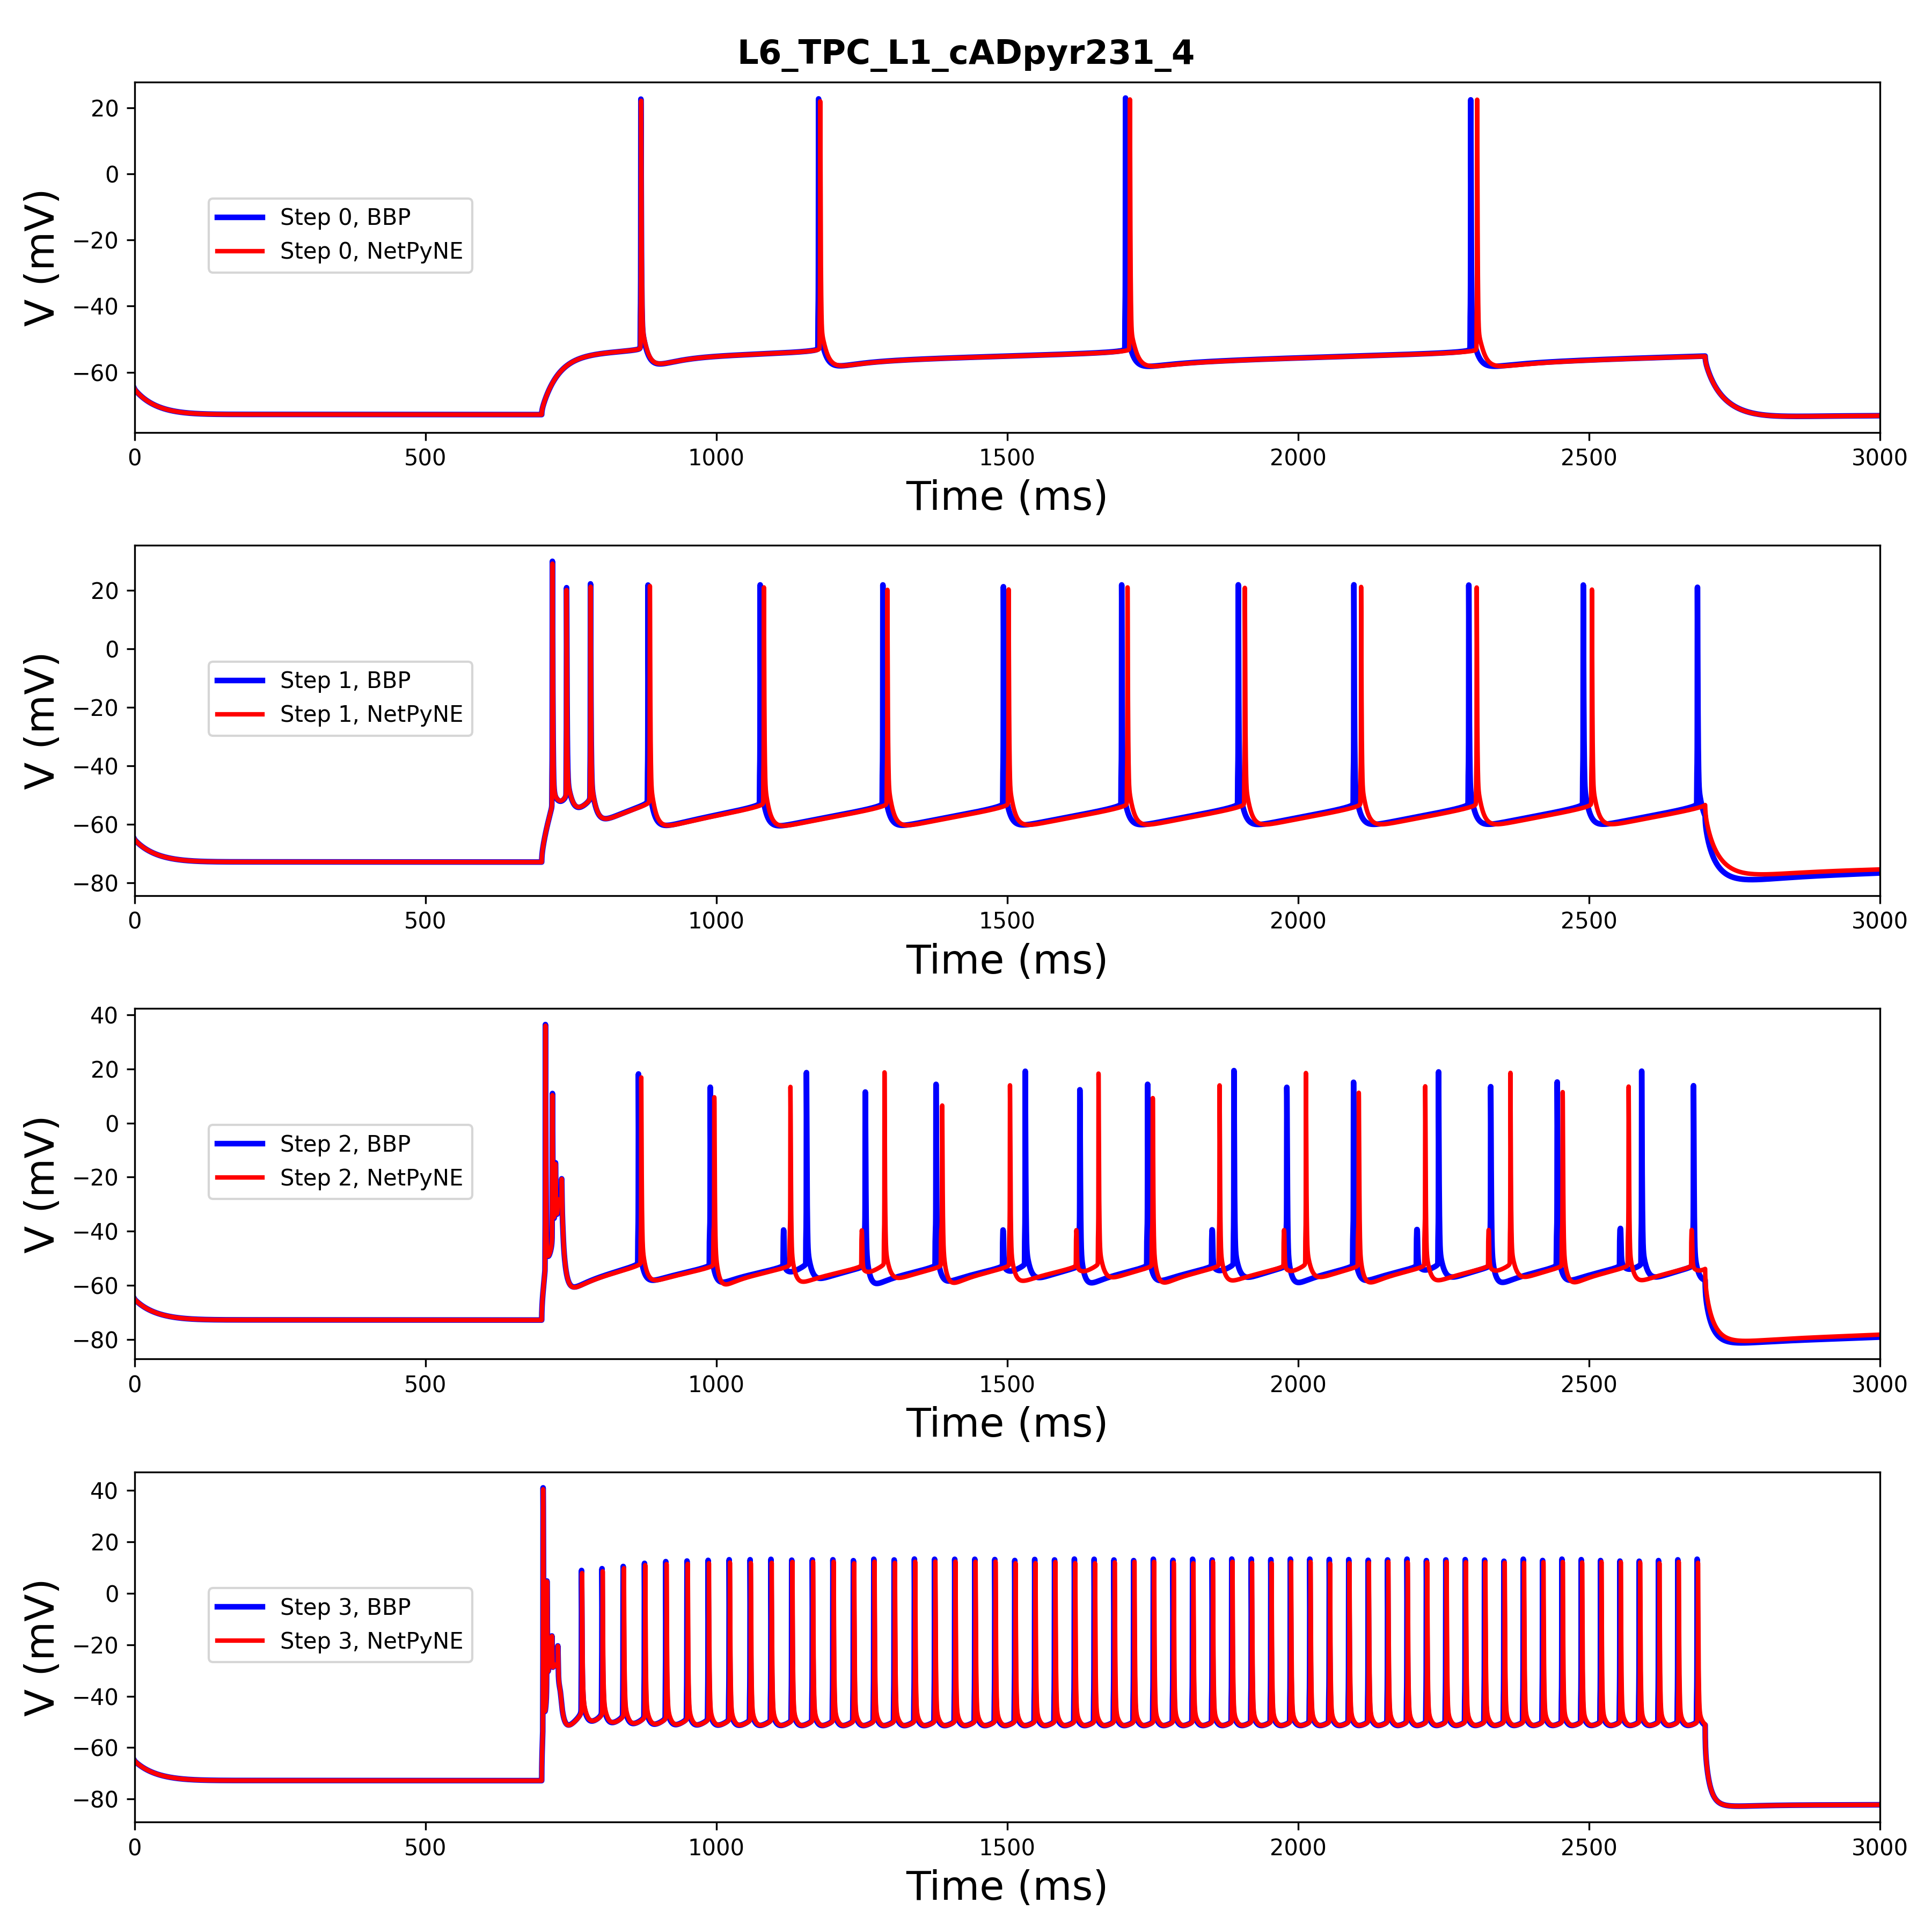 L6_TPC_L1_cADpyr231_4
20
0
−20
−40
−60
V (mV)
Step 0, BBP
Step 0, NetPyNE
0 500 1000 1500 2000 2500 3000
Time (ms)
20
0
−20
−40
−60
−80
V (mV)
Step 1, BBP
Step 1, NetPyNE
0 500 1000 1500 2000 2500 3000
Time (ms)
40
20
0
−20
−40
−60
−80
V (mV)
Step 2, BBP
Step 2, NetPyNE
0 500 1000 1500 2000 2500 3000
Time (ms)
40
20
0
−20
−40
−60
−80
V (mV)
Step 3, BBP
Step 3, NetPyNE
0 500 1000 1500 2000 2500 3000
Time (ms)